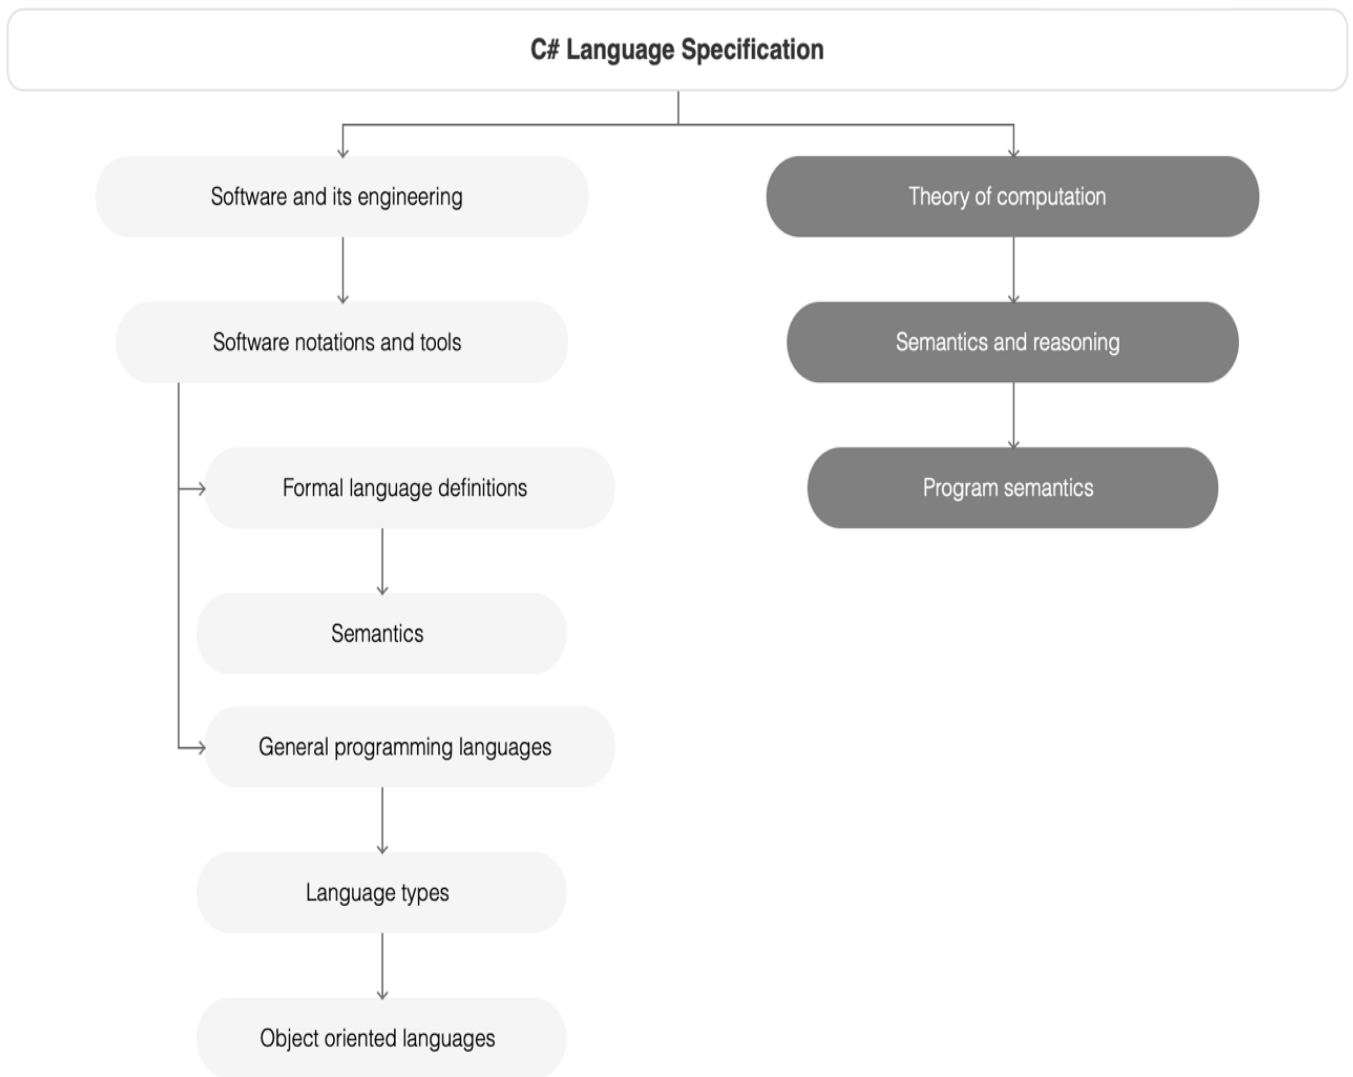 C# Language Specification
Software and its engineering
Theory of computation
Software notations and tools
Semantics and reasoning
Formal language definitions
Program semantics
Semantics
General programming languages
Language types
Object oriented languages